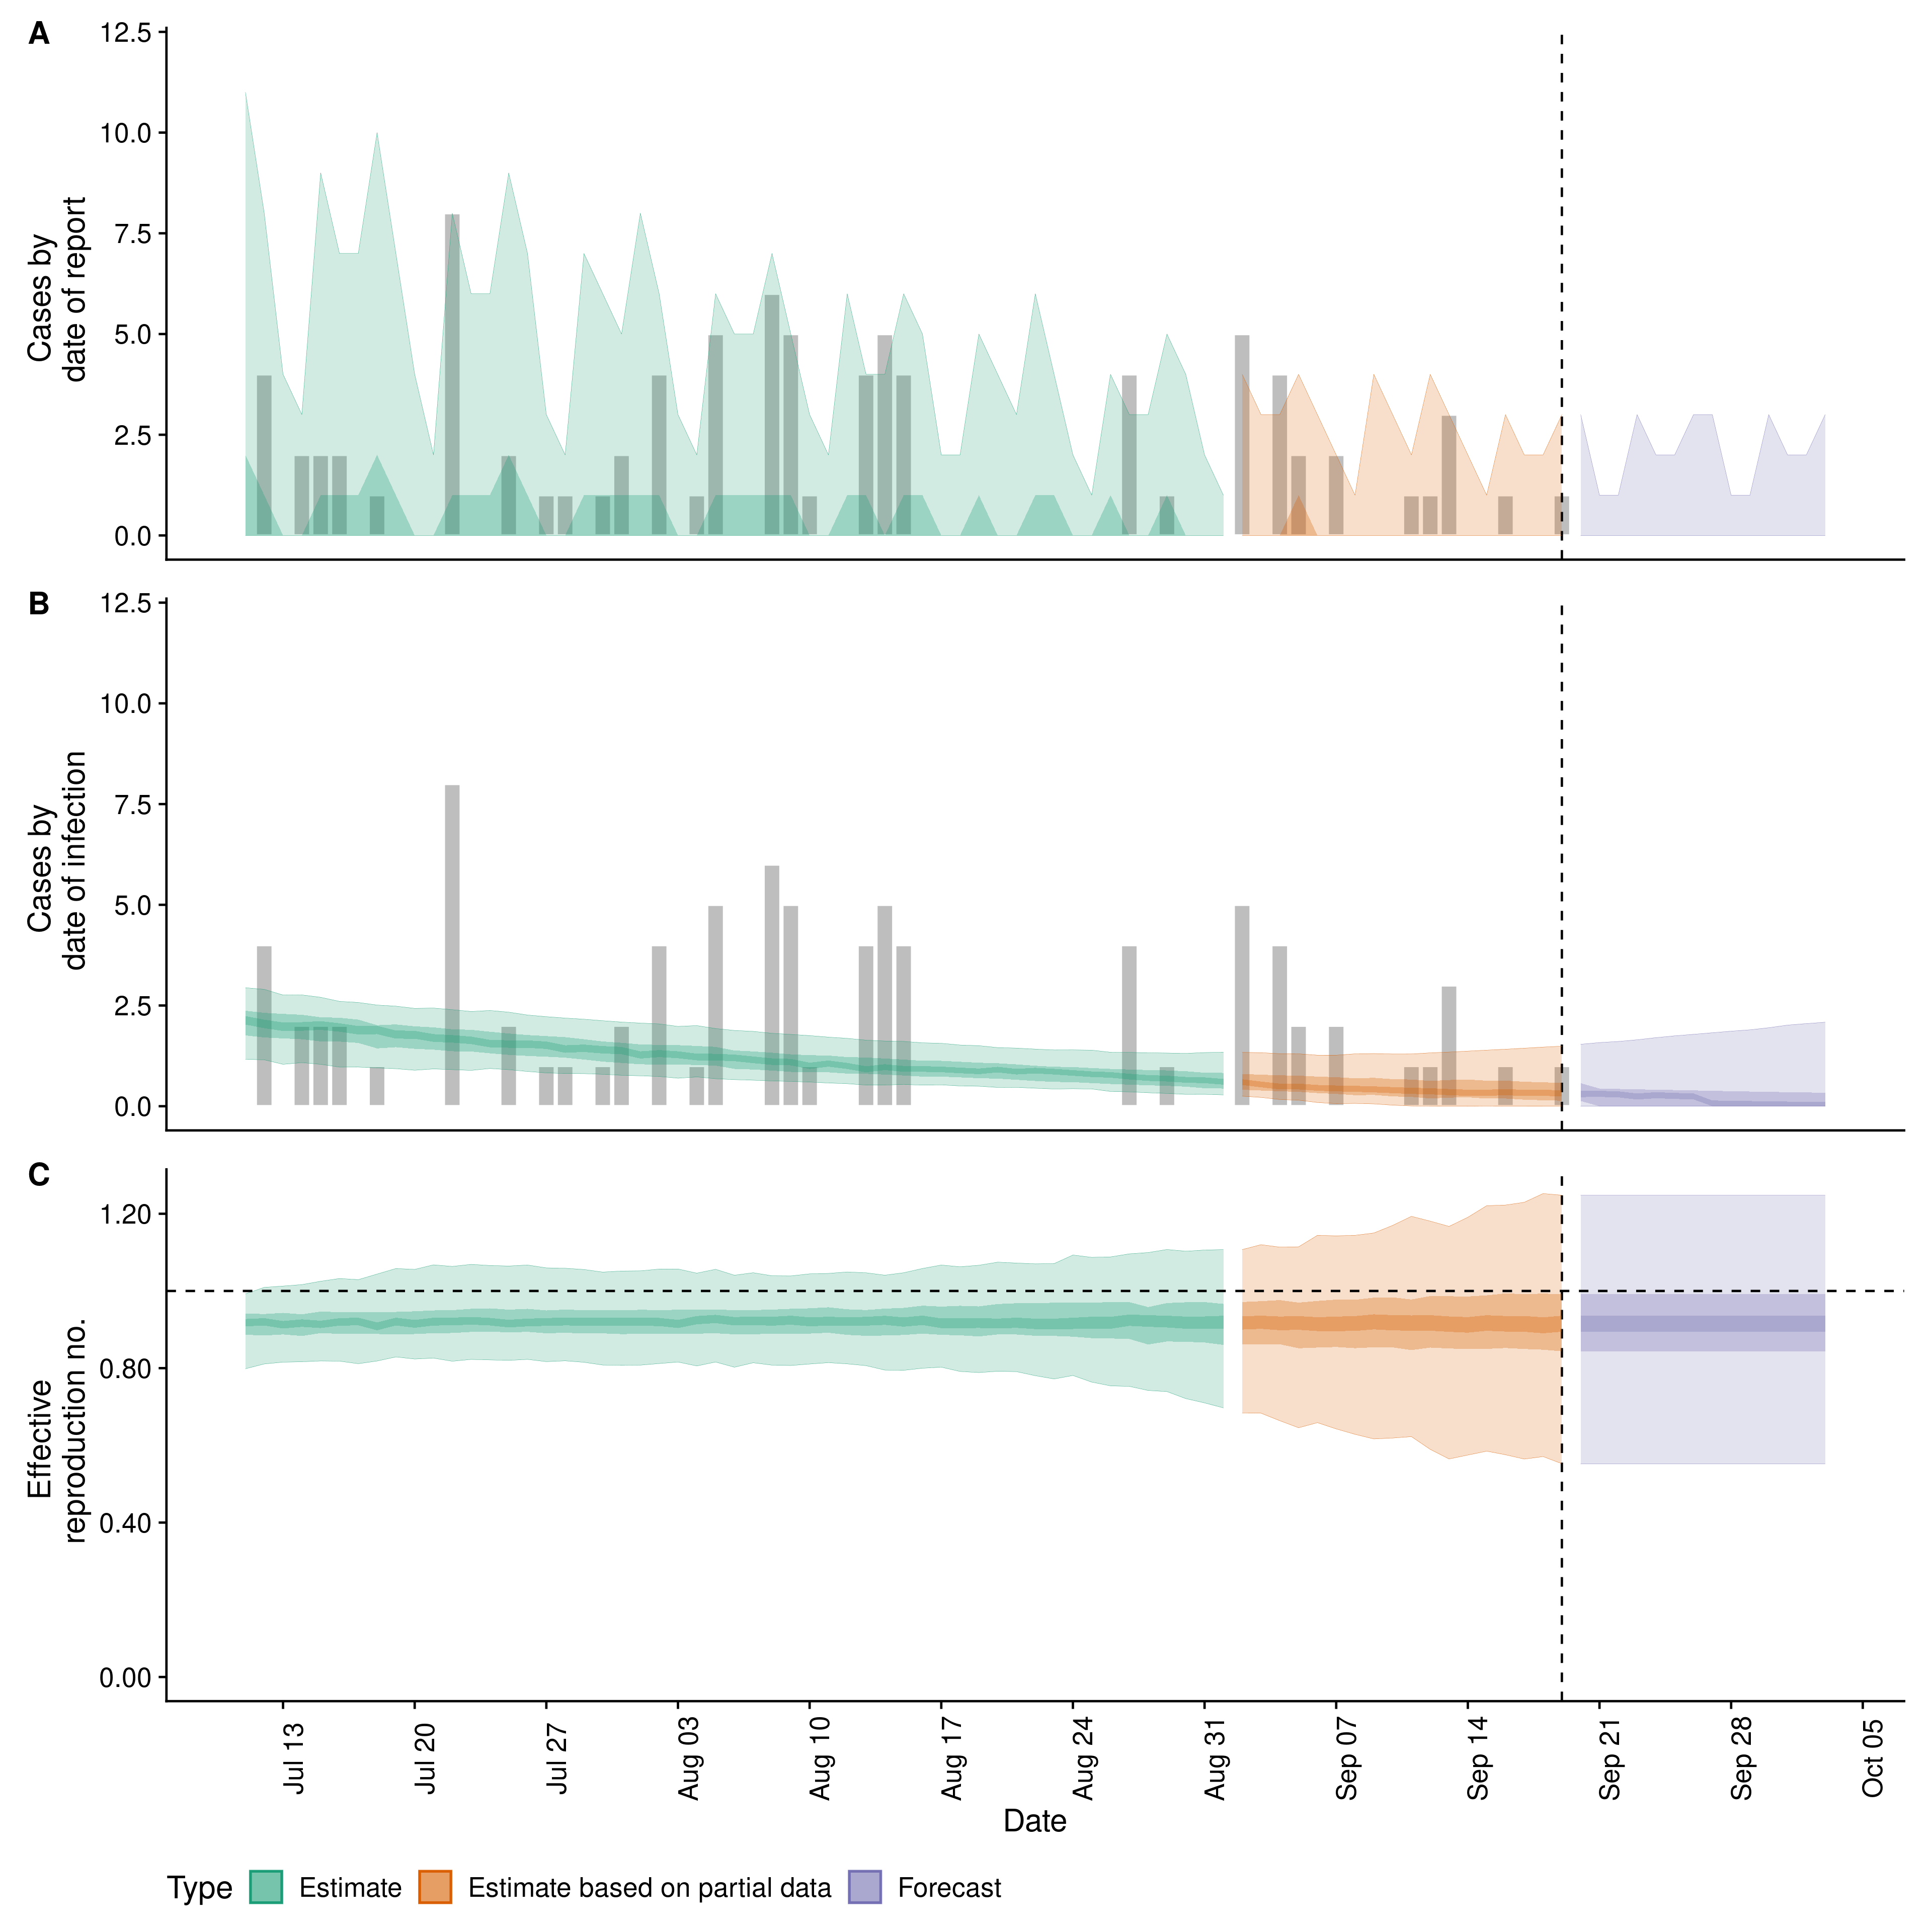 A
12.5
10.0
7.5
5.0
2.5
0.0
Cases by
date of report
B
12.5
10.0
7.5
5.0
2.5
0.0
Cases by
date of infection
C
1.20
0.80
0.40
0.00
Effective
reproduction no.
Jul 13
Jul 20
Jul 27
Aug 03
Aug 10
Aug 17
Aug 24
Aug 31
Sep 07
Sep 14
Sep 21
Sep 28
Oct 05
Date
Type Estimate Estimate based on partial data Forecast